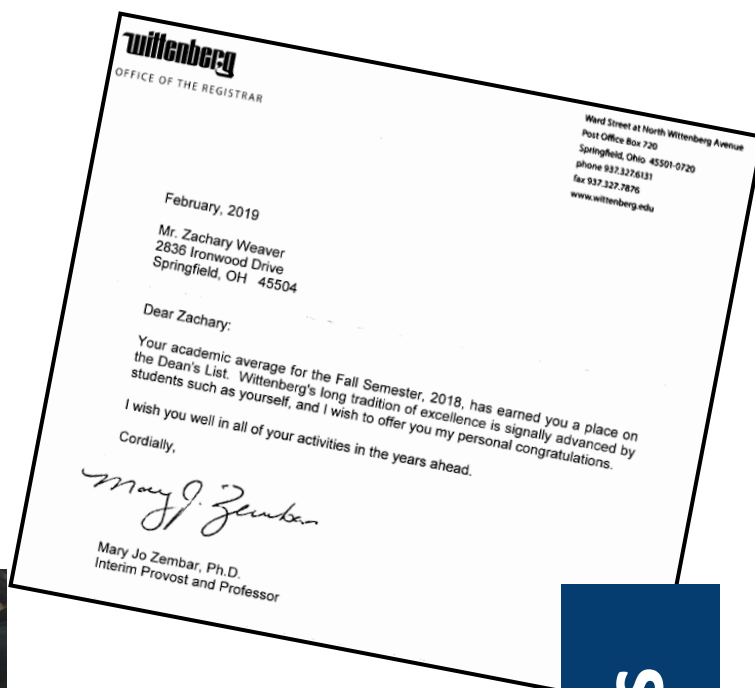 wittenberg
OFFICE OF THE REGISTRAR
Ward Street at North Wittenberg Avenue
Post Office Box 720
Springfield, Ohio 45501-0720
phone 937.327.6131
fax 937.327.7876
www.wittenberg.edu
February, 2019
Mr. Zachary Weaver
2836 Ironwood Drive
Springfield, OH 45504
Dear Zachary:
Your academic average for the Fall Semester, 2018, has earned you a place on
the Dean's List. Wittenberg's long tradition of excellence is signally advanced by
students such as yourself, and I wish to offer you my personal congratulations.
I wish you well in all of your activities in the years ahead.
Cordially,
Mary J. Zembar
Mary Jo Zembar, Ph.D.
Interim Provost and Professor
S